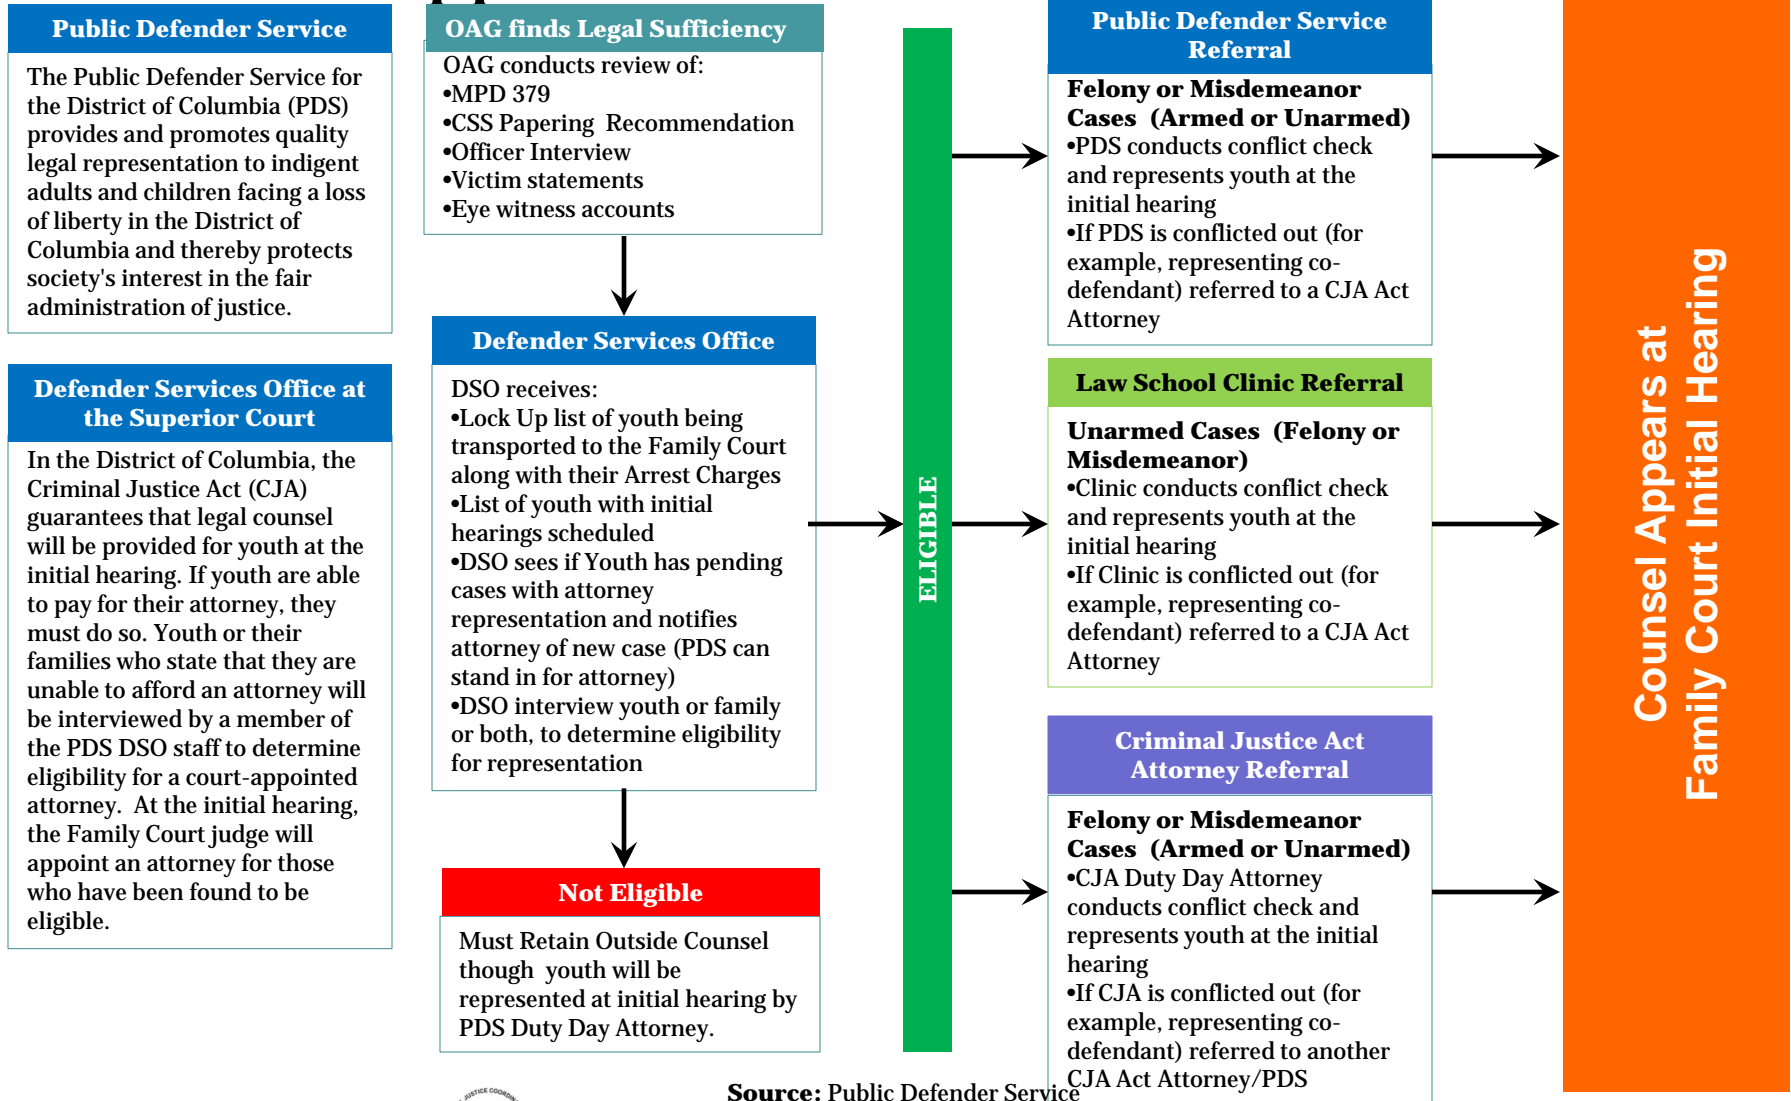 Public Defender Service
The Public Defender Service for
the District of Columbia (PDS)
provides and promotes quality
legal representation to indigent
adults and children facing a loss
of liberty in the District of
Columbia and thereby protects
society's interest in the fair
administration of justice.
Defender Services Office at
the Superior Court
In the District of Columbia, the
Criminal Justice Act (CJA)
guarantees that legal counsel
will be provided for youth at the
initial hearing. If youth are able
to pay for their attorney, they
must do so. Youth or their
families who state that they are
unable to afford an attorney will
be interviewed by a member of
the PDS DSO staff to determine
eligibility for a court-appointed
attorney.  At the initial hearing,
the Family Court judge will
appoint an attorney for those
who have been found to be
eligible.
OAG finds Legal Sufficiency
OAG conducts review of:
•MPD 379
•CSS Papering  Recommendation
•Officer Interview
•Victim statements
•Eye witness accounts
Defender Services Office
DSO receives:
•Lock Up list of youth being
transported to the Family Court
along with their Arrest Charges
•List of youth with initial
hearings scheduled
•DSO sees if Youth has pending
cases with attorney
representation and notifies
attorney of new case (PDS can
stand in for attorney)
•DSO interview youth or family
or both, to determine eligibility
for representation
Not Eligible
Must Retain Outside Counsel
though  youth will be
represented at initial hearing by
PDS Duty Day Attorney.
ELIGIBLE
Public Defender Service
Referral
Felony or Misdemeanor
Cases  (Armed or Unarmed)
•PDS conducts conflict check
and represents youth at the
initial hearing
•If PDS is conflicted out (for
example, representing co-
defendant) referred to a CJA Act
Attorney
Law School Clinic Referral
Unarmed Cases  (Felony or
Misdemeanor)
•Clinic conducts conflict check
and represents youth at the
initial hearing
•If Clinic is conflicted out (for
example, representing co-
defendant) referred to a CJA Act
Attorney
Criminal Justice Act
Attorney Referral
Felony or Misdemeanor
Cases  (Armed or Unarmed)
•CJA Duty Day Attorney
conducts conflict check and
represents youth at the initial
hearing
•If CJA is conflicted out (for
example, representing co-
defendant) referred to another
CJA Act Attorney/PDS
Counsel Appears at
Family Court Initial Hearing
Source: Public Defender Service
JUSTICE